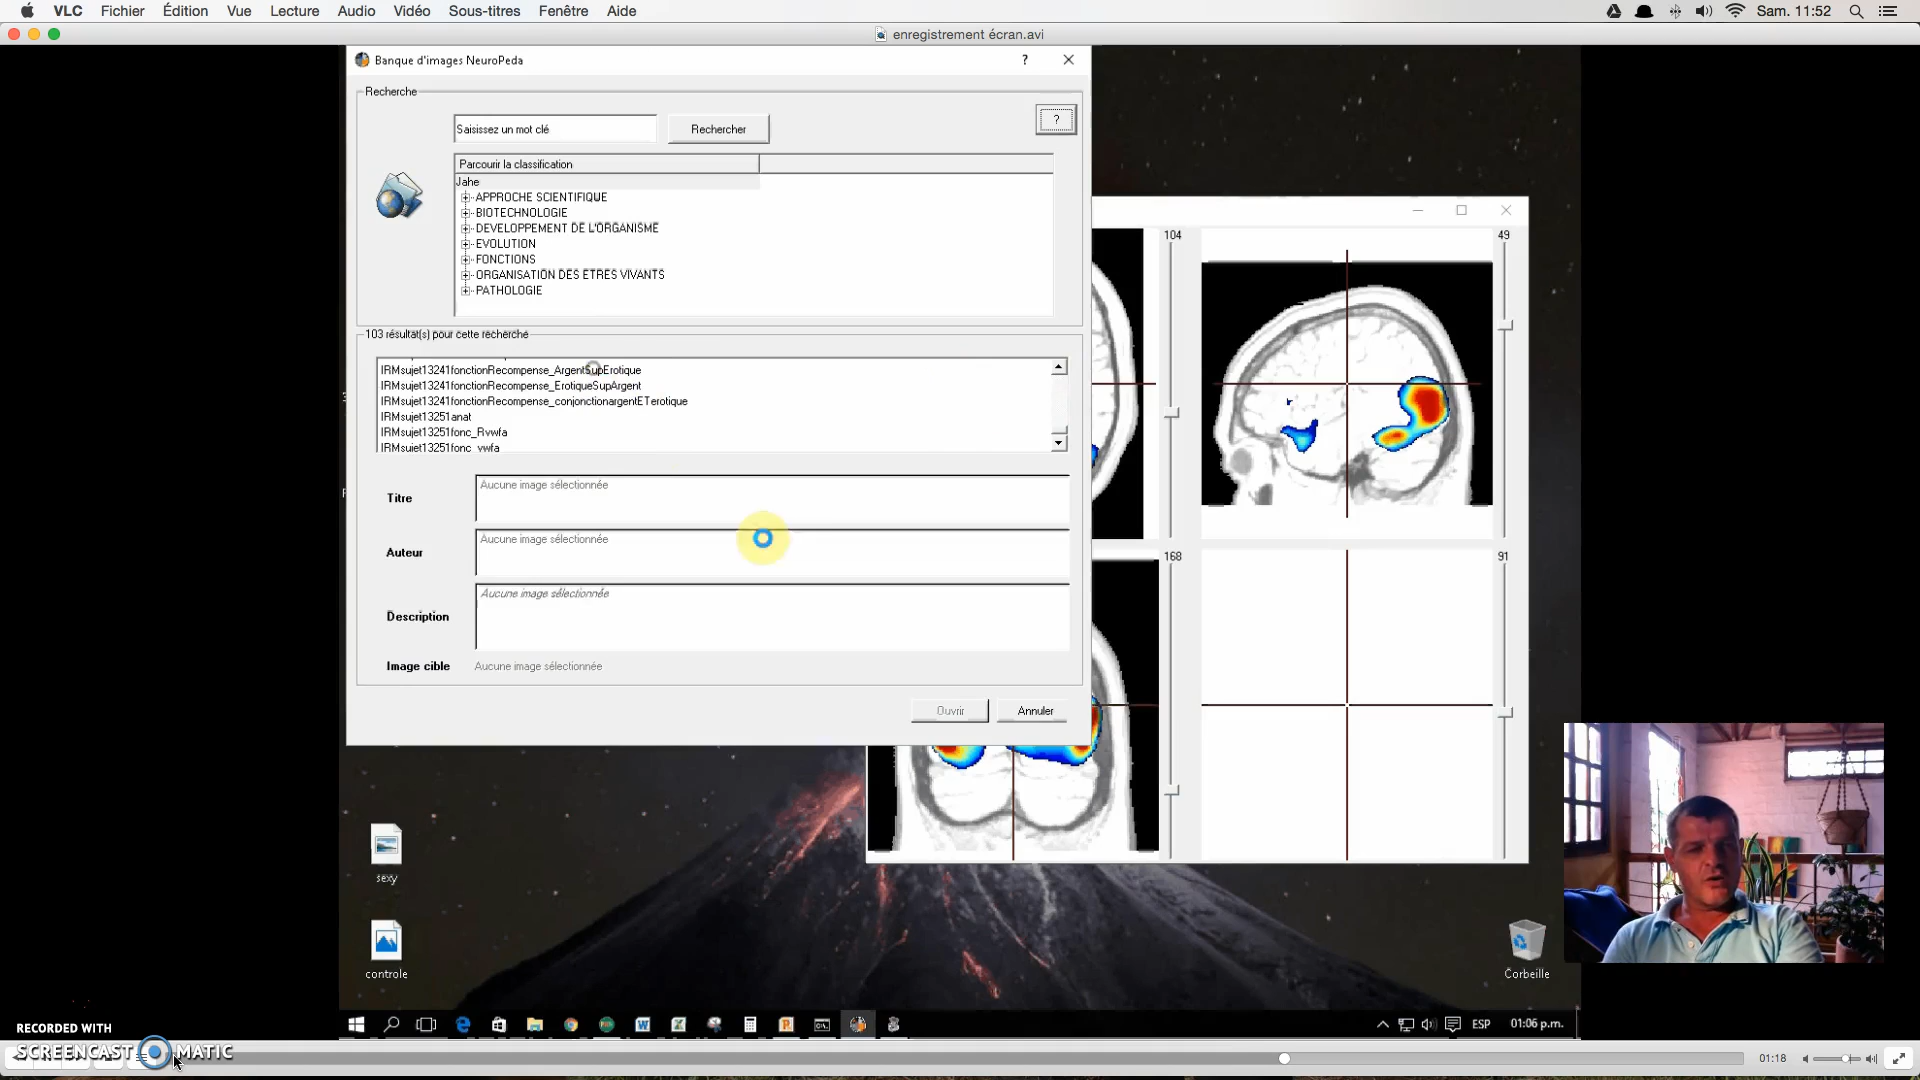 VLC Fichier Édition Vue Lecture Audio Vidéo Sous-titres Fenêtre Aide Sam. 11:52
enregistrement écran.avi
Banque d'images NeuroPeda ?
Recherche
Saisissez un mot clé Rechercher ?
Parcourir la classification
Jahe
APPROCHE SCIENTIFIQUE
BIOTECHNOLOGIE
DEVELOPPEMENT DE L'ORGANISME
EVOLUTION
FONCTIONS
ORGANISATION DES ETRES VIVANTS
PATHOLOGIE
103 résultat(s) pour cette recherche
IRMsujet13241fonctionRecompense_ArgentSupErotique
IRMsujet13241fonctionRecompense_ErotiqueSupArgent
IRMsujet13241fonctionRecompense_conjonctionargentETerotique
IRMsujet13251anat
IRMsujet13251fonc_Rvwfa
IRMsujet13251fonc_vwfa
Titre Aucune image sélectionnée
Auteur Aucune image sélectionnée
Description Aucune image sélectionnée
Image cible Aucune image sélectionnée
Ouvrir Annuler
104 49
168 91
sexy
controle
Corbeille
ESP 01:06 p.m.
RECORDED WITH
SCREENCAST MATIC
01:18